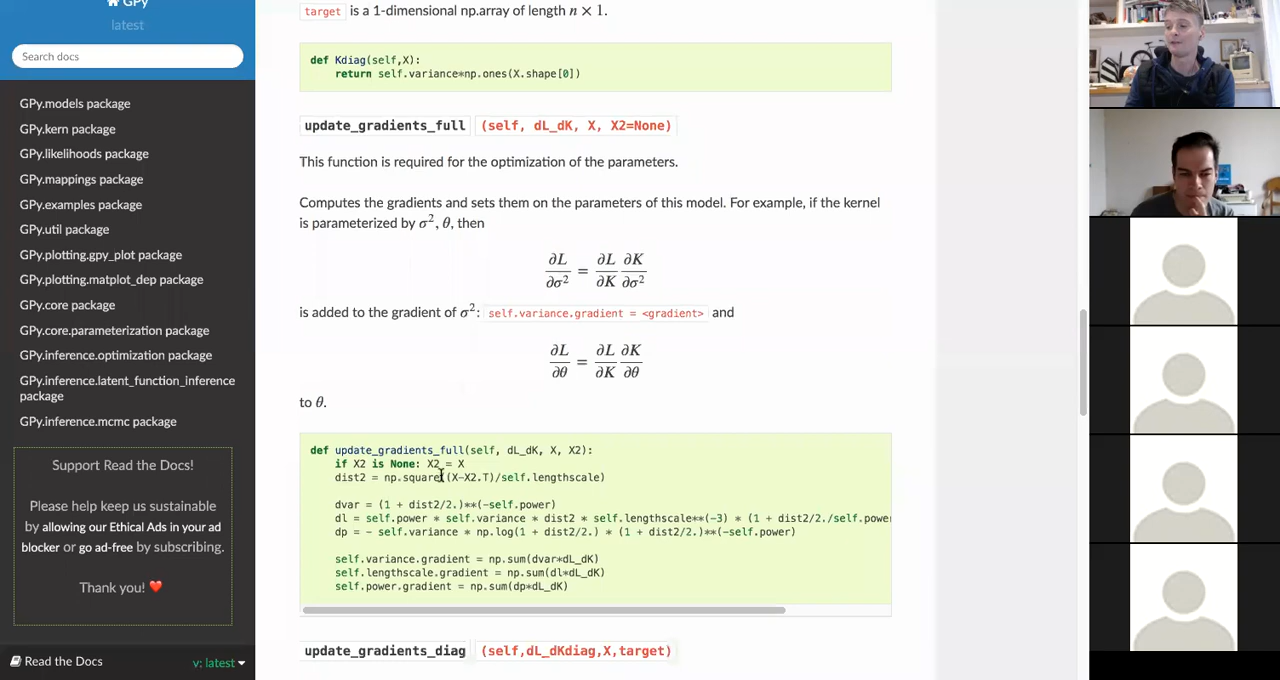 GPy
latest
Search docs
GPy.models package
GPy.kern package
GPy.likelihoods package
GPy.mappings package
GPy.examples package
GPy.util package
GPy.plotting.gpy_plot package
GPy.plotting.matplot_dep package
GPy.core package
GPy.core.parameterization package
GPy.inference.optimization package
GPy.inference.latent_function_inference
package
GPy.inference.mcmc package
Support Read the Docs!
Please help keep us sustainable
by allowing our Ethical Ads in your ad
blocker or go ad-free by subscribing.
Thank you! ❤️
Read the Docs v: latest
target is a 1-dimensional np.array of length n × 1.
def Kdiag(self,X):
return self.variance*np.ones(X.shape[0])
update_gradients_full (self, dL_dK, X, X2=None)
This function is required for the optimization of the parameters.
Computes the gradients and sets them on the parameters of this model. For example, if the kernel
is parameterized by σ², θ, then
∂L/∂σ² = ∂L/∂K ∂K/∂σ²
is added to the gradient of σ²: self.variance.gradient = <gradient> and
∂L/∂θ = ∂L/∂K ∂K/∂θ
to θ.
def update_gradients_full(self, dL_dK, X, X2):
if X2 is None: X2 = X
dist2 = np.square((X-X2.T)/self.lengthscale)
dvar = (1 + dist2/2.)**(-self.power)
dl = self.power * self.variance * dist2 * self.lengthscale**(-3) * (1 + dist2/2./self.power
dp = - self.variance * np.log(1 + dist2/2.) * (1 + dist2/2.)**(-self.power)
self.variance.gradient = np.sum(dvar*dL_dK)
self.lengthscale.gradient = np.sum(dl*dL_dK)
self.power.gradient = np.sum(dp*dL_dK)
update_gradients_diag (self,dL_dKdiag,X,target)